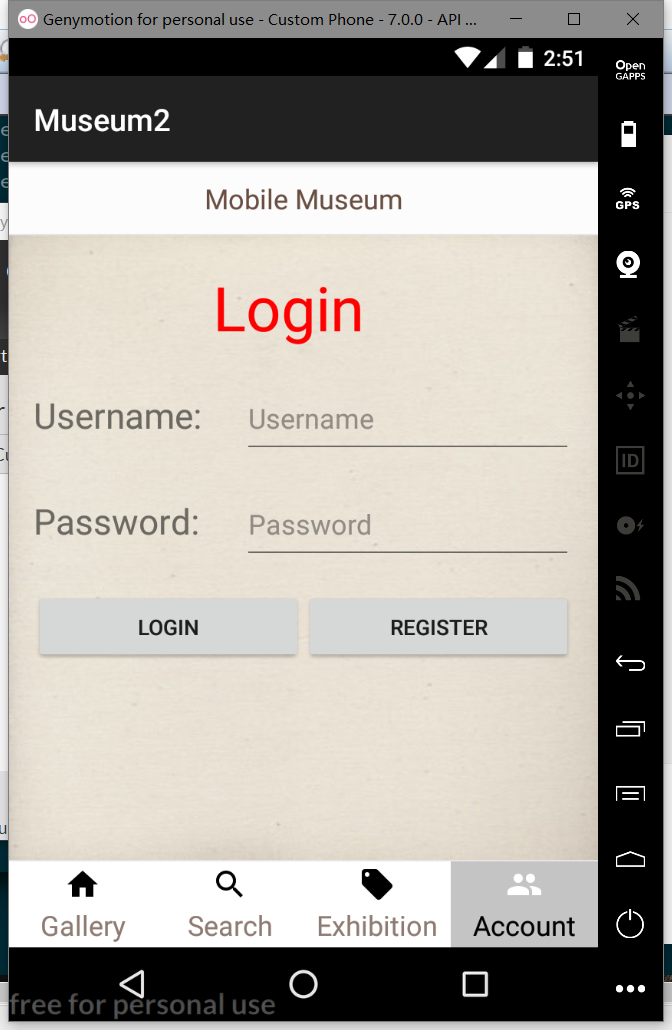 Genymotion for personal use - Custom Phone - 7.0.0 - API ...
2:51
Open
GAPPS
Museum2
GPS
Mobile Museum
Login
Username:
Username
ID
Password:
Password
LOGIN
REGISTER
Gallery
Search
Exhibition
Account
free for personal use